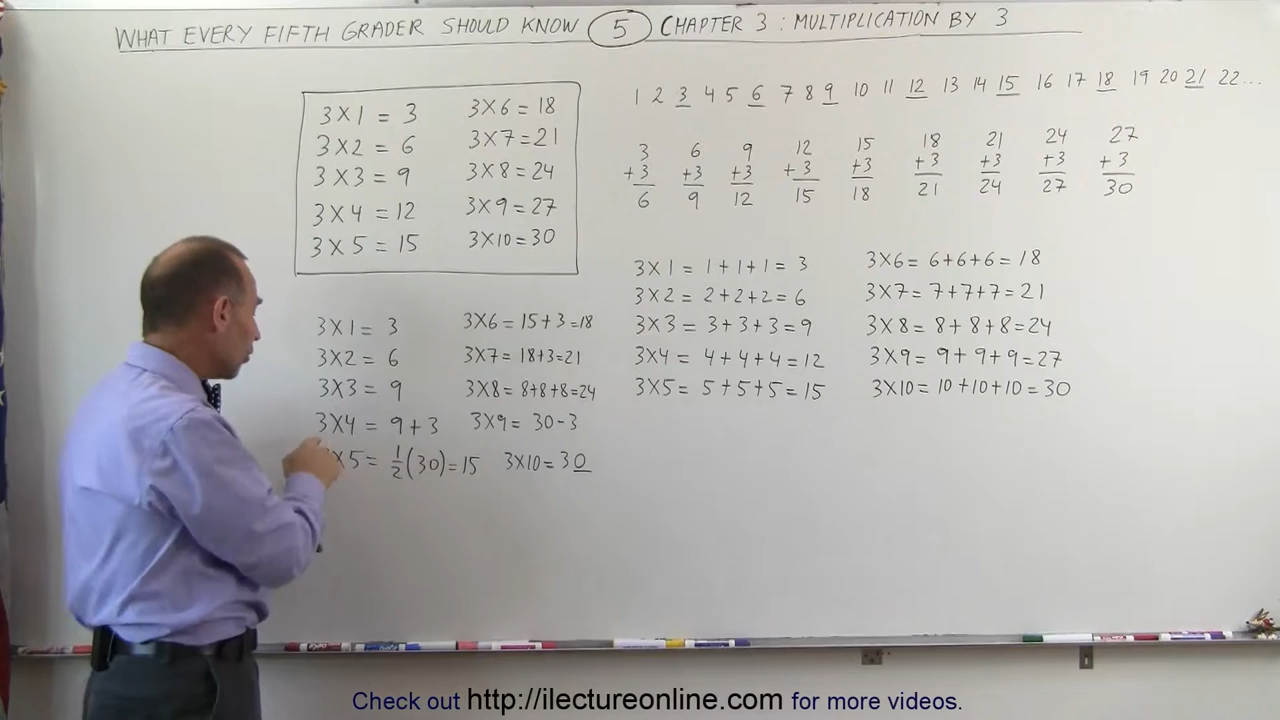 WHAT EVERY FIFTH GRADER SHOULD KNOW 5 CHAPTER 3 : MULTIPLICATION BY 3
3X1 = 3 3X6 = 18
3X2 = 6 3X7 = 21
3X3 = 9 3X8 = 24
3X4 = 12 3X9 = 27
3X5 = 15 3X10 = 30
1 2 3 4 5 6 7 8 9 10 11 12 13 14 15 16 17 18 19 20 21 22...
3 6 9 12 15 18 21 24 27
+3 +3 +3 +3 +3 +3 +3 +3 +3
6 9 12 15 18 21 24 27 30
3X1 = 1+1+1 = 3 3X6 = 6+6+6 = 18
3X2 = 2+2+2 = 6 3X7 = 7+7+7 = 21
3X3 = 3+3+3 = 9 3X8 = 8+8+8 = 24
3X4 = 4+4+4 = 12 3X9 = 9+9+9 = 27
3X5 = 5+5+5 = 15 3X10 = 10+10+10 = 30
3X1 = 3 3X6 = 15+3 = 18
3X2 = 6 3X7 = 18+3 = 21
3X3 = 9 3X8 = 8+8+8 = 24
3X4 = 9+3 3X9 = 30-3
X5 = 1/2(30) = 15 3X10 = 30
Check out http://ilectureonline.com for more videos.